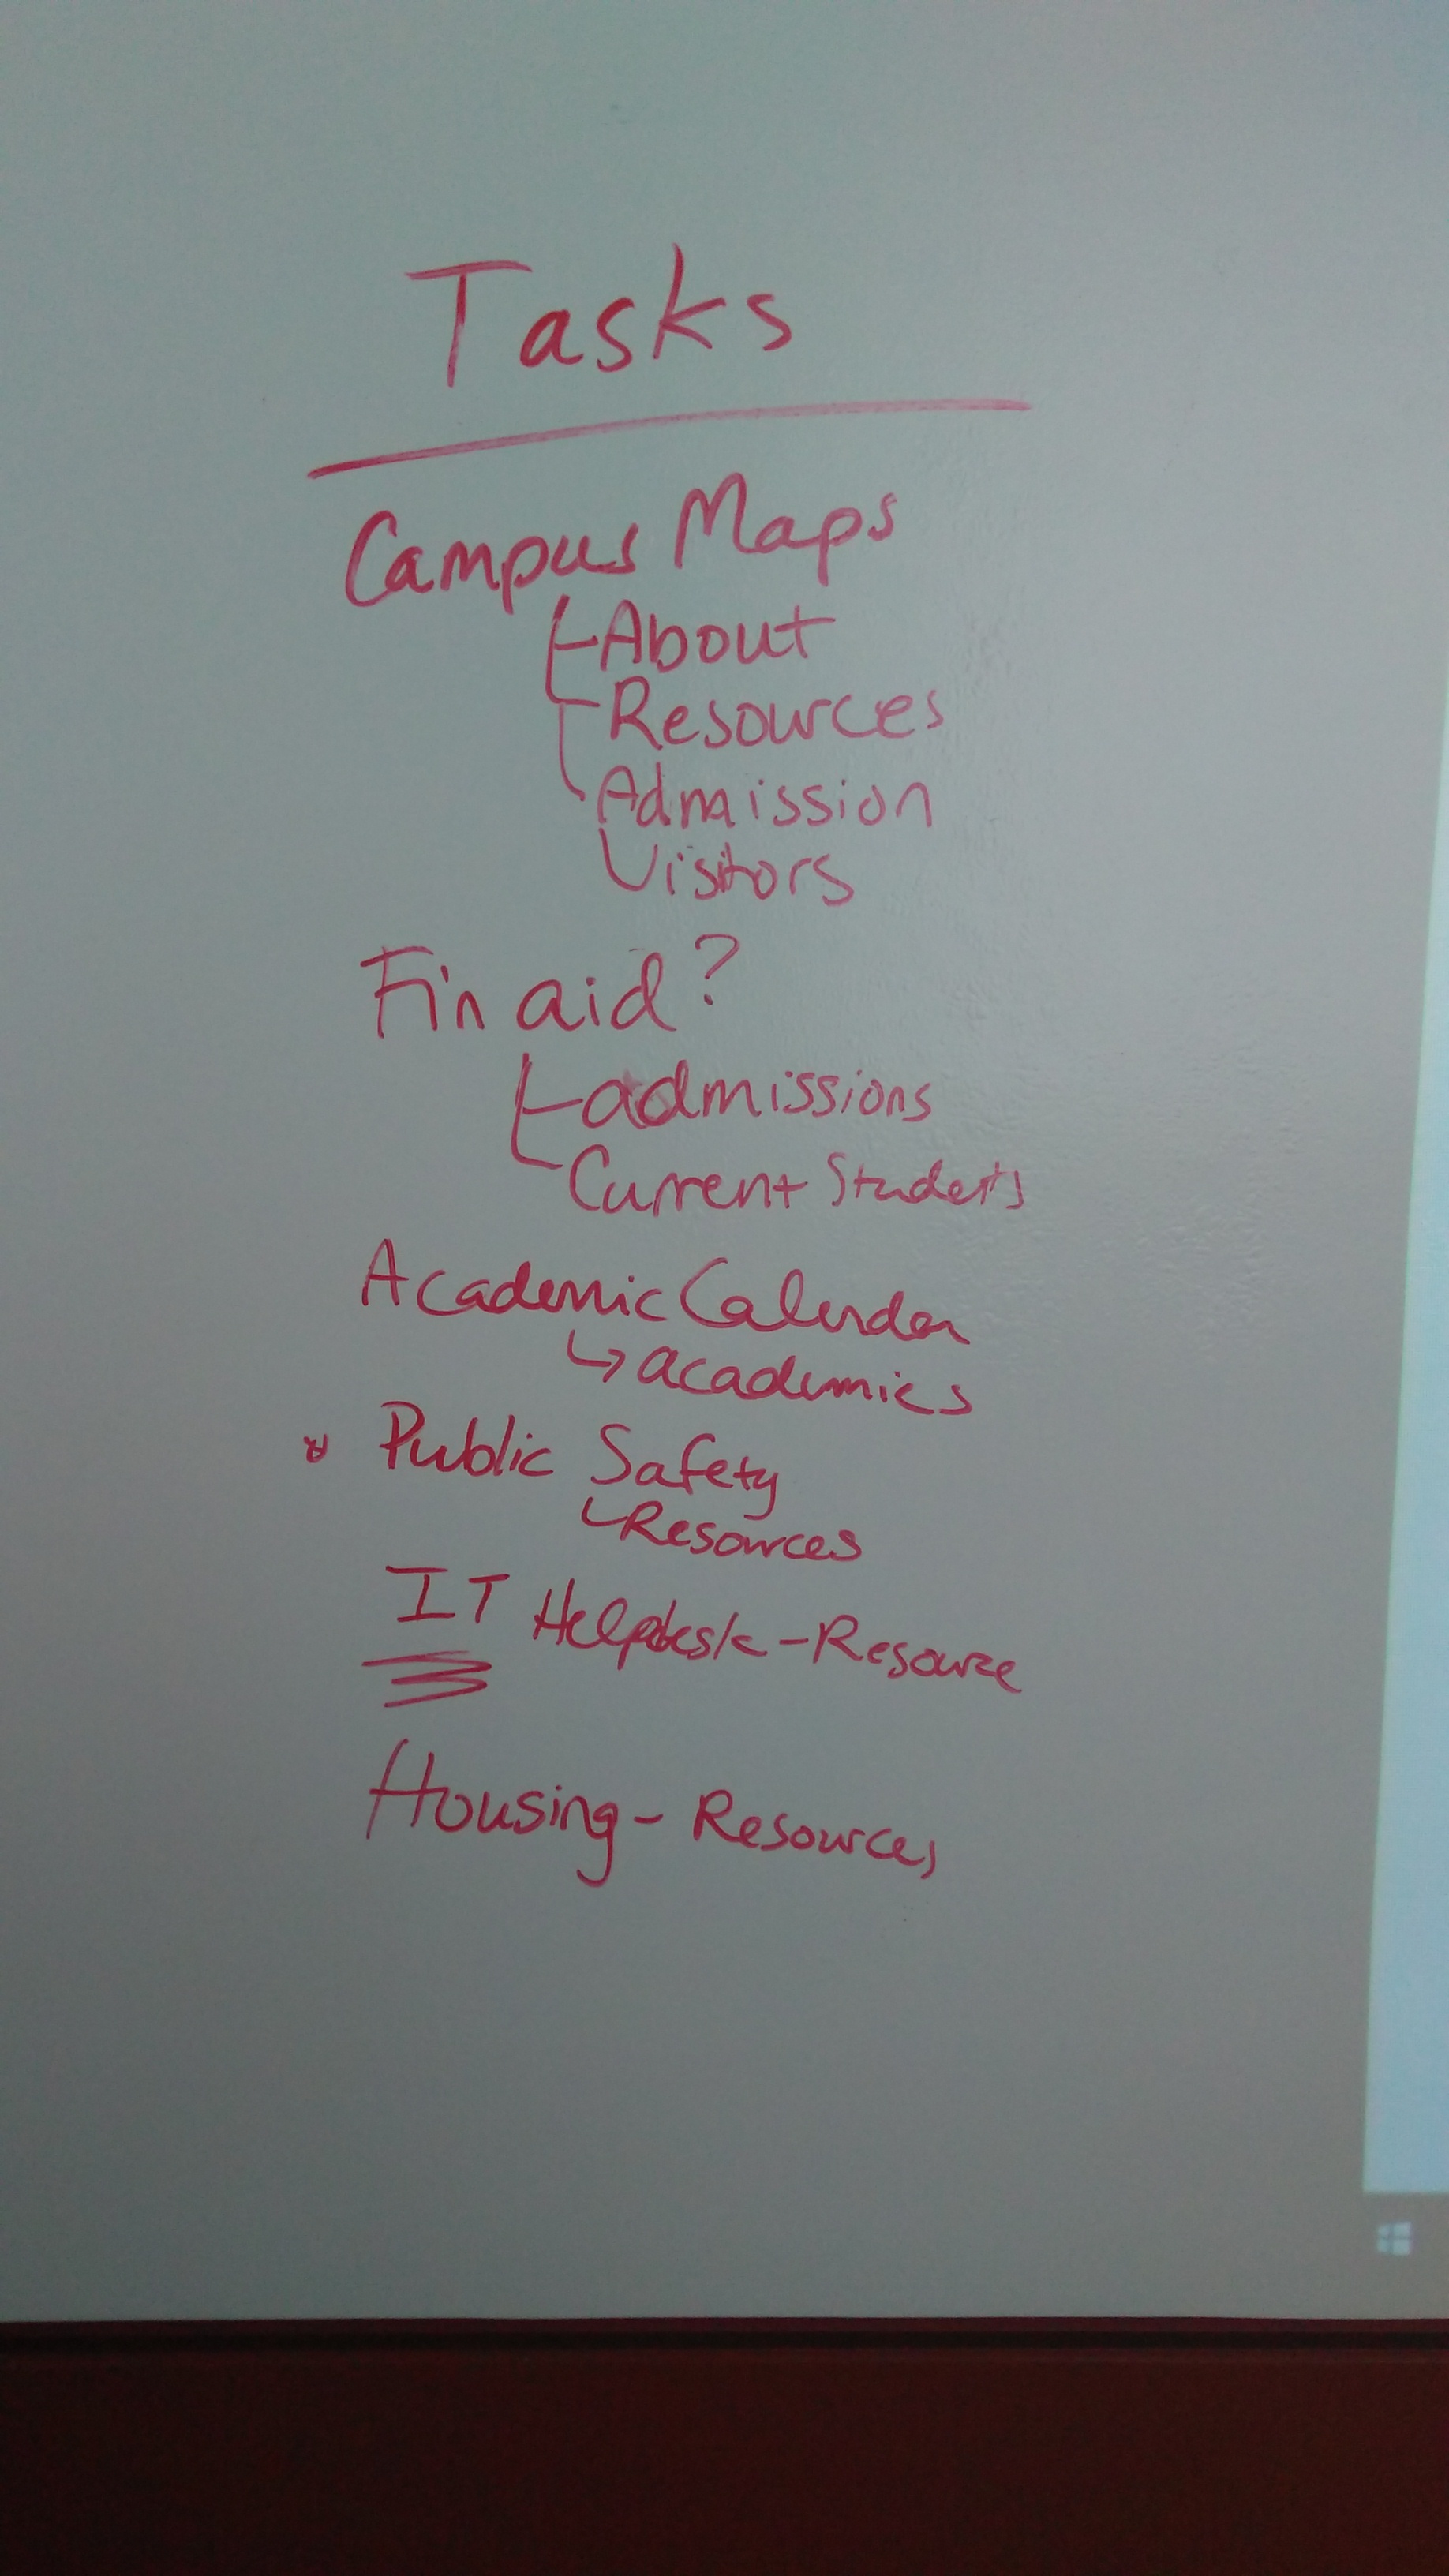 Tasks
Campus Maps
About
Resources
Admission
Visitors
Fin aid?
admissions
Current Students
Academic Calendar
academics
* Public Safety
Resources
IT Helpdesk - Resource
Housing - Resources